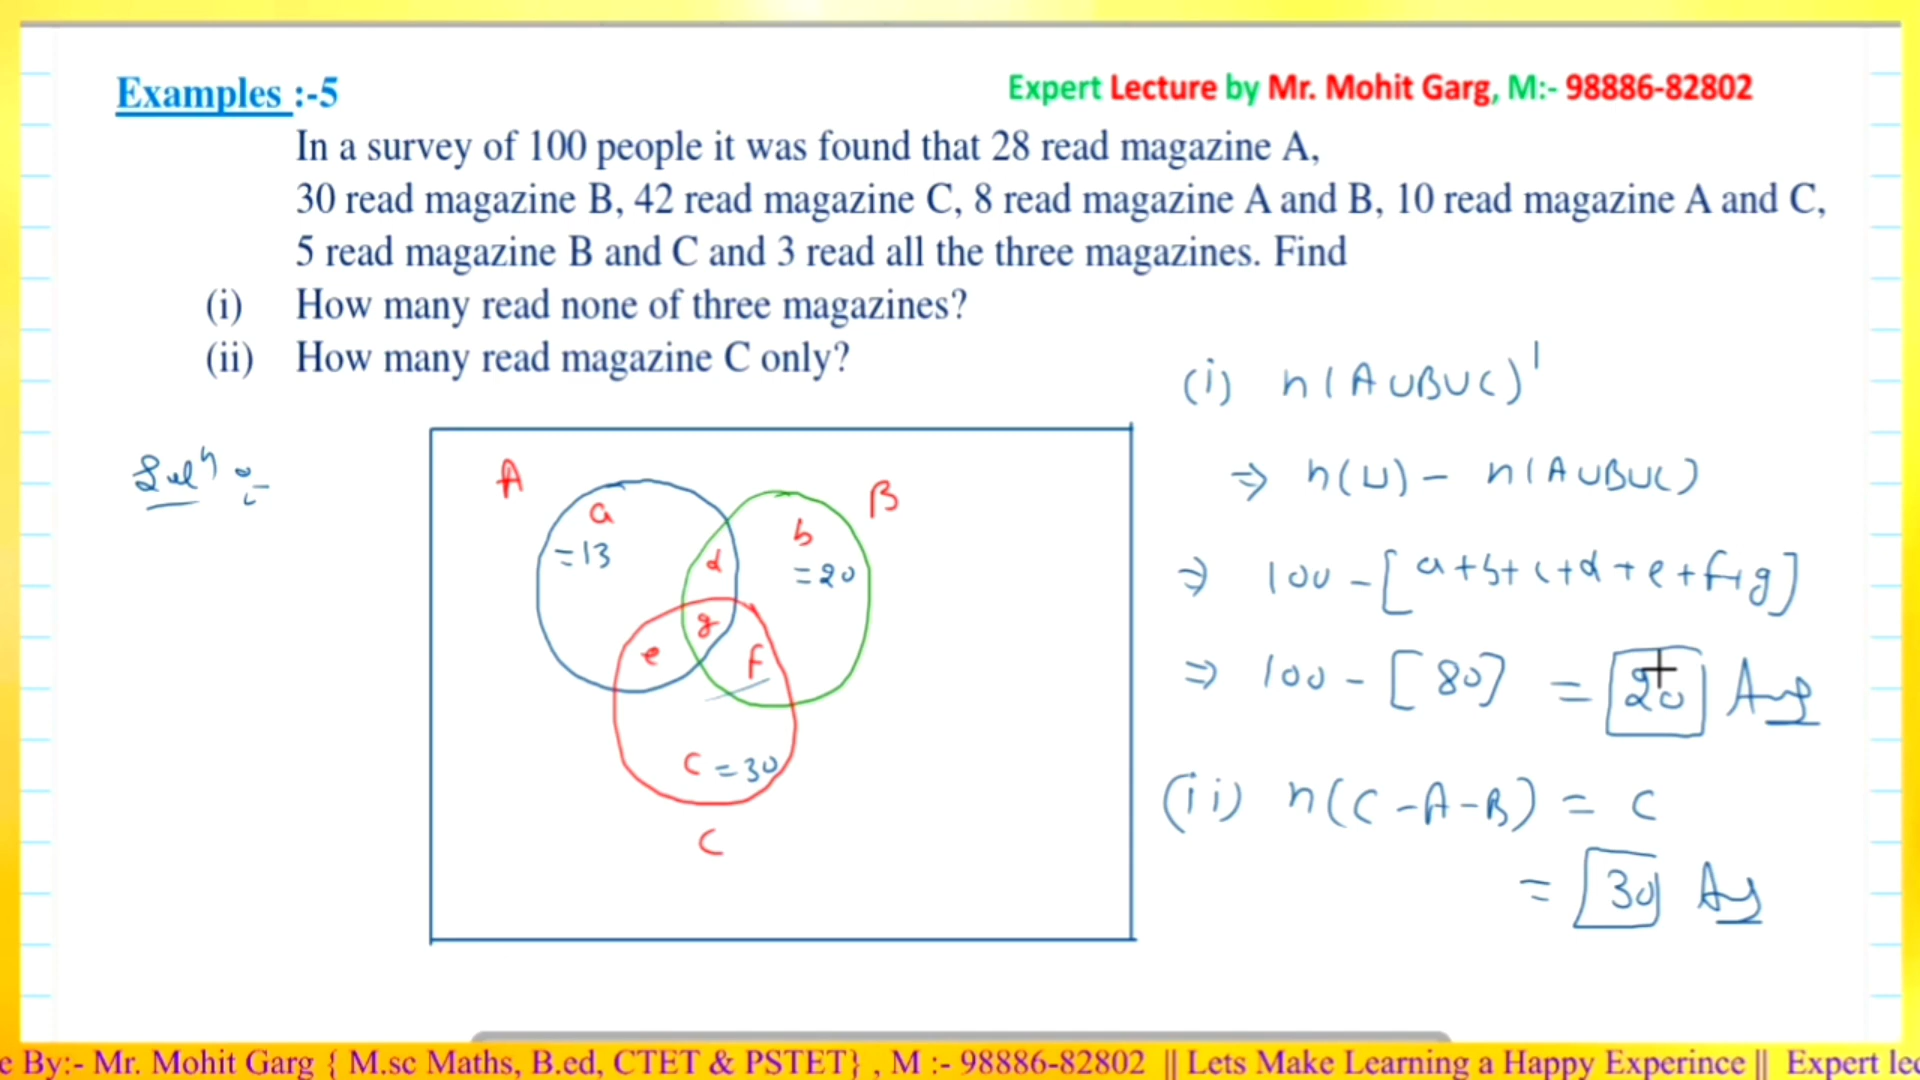 Examples :-5
Expert Lecture by Mr. Mohit Garg, M:- 98886-82802
In a survey of 100 people it was found that 28 read magazine A,
30 read magazine B, 42 read magazine C, 8 read magazine A and B, 10 read magazine A and C,
5 read magazine B and C and 3 read all the three magazines. Find
(i) How many read none of three magazines?
(ii) How many read magazine C only?
Solⁿ :-
A
B
a
= 13
b
= 20
d
g
e
f
c = 30
C
(i) n(A∪B∪C)'
⇒ n(U) - n(A∪B∪C)
⇒ 100 - [a+b+c+d+e+f+g]
⇒ 100 - [80] = 20 Ans
(ii) n(C-A-B) = c
= 30 Ans
e By:- Mr. Mohit Garg { M.sc Maths, B.ed, CTET & PSTET} , M :- 98886-82802 || Lets Make Learning a Happy Experince || Expert lec